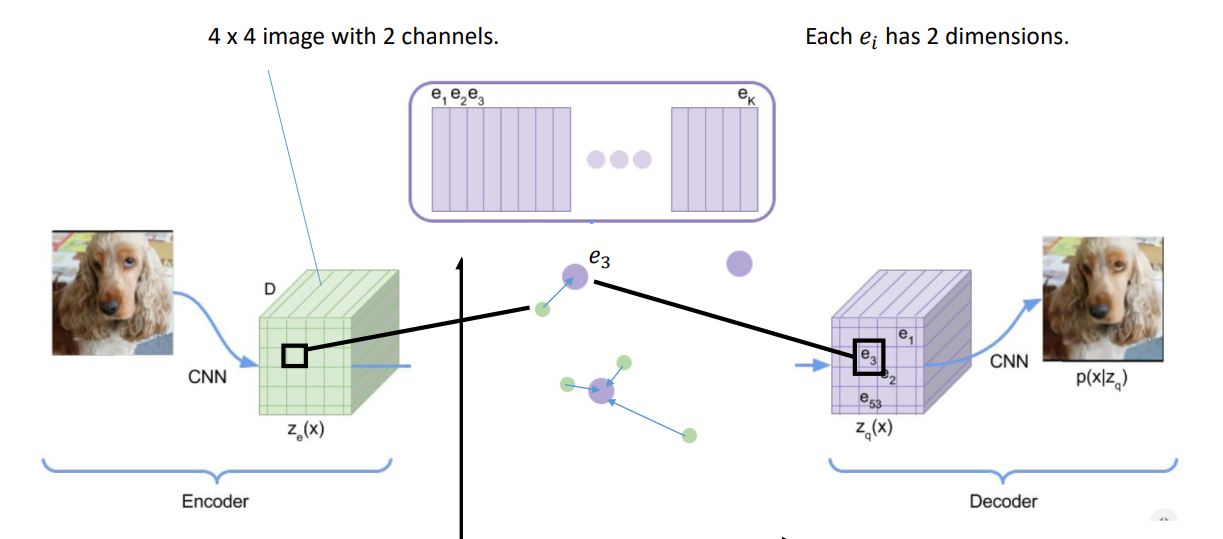 4 x 4 image with 2 channels.
Each e_i has 2 dimensions.
e_1 e_2 e_3
e_K
e_3
D
CNN
z_e(x)
Encoder
e_1
e_3
e_2
e_53
z_q(x)
CNN
p(x|z_q)
Decoder